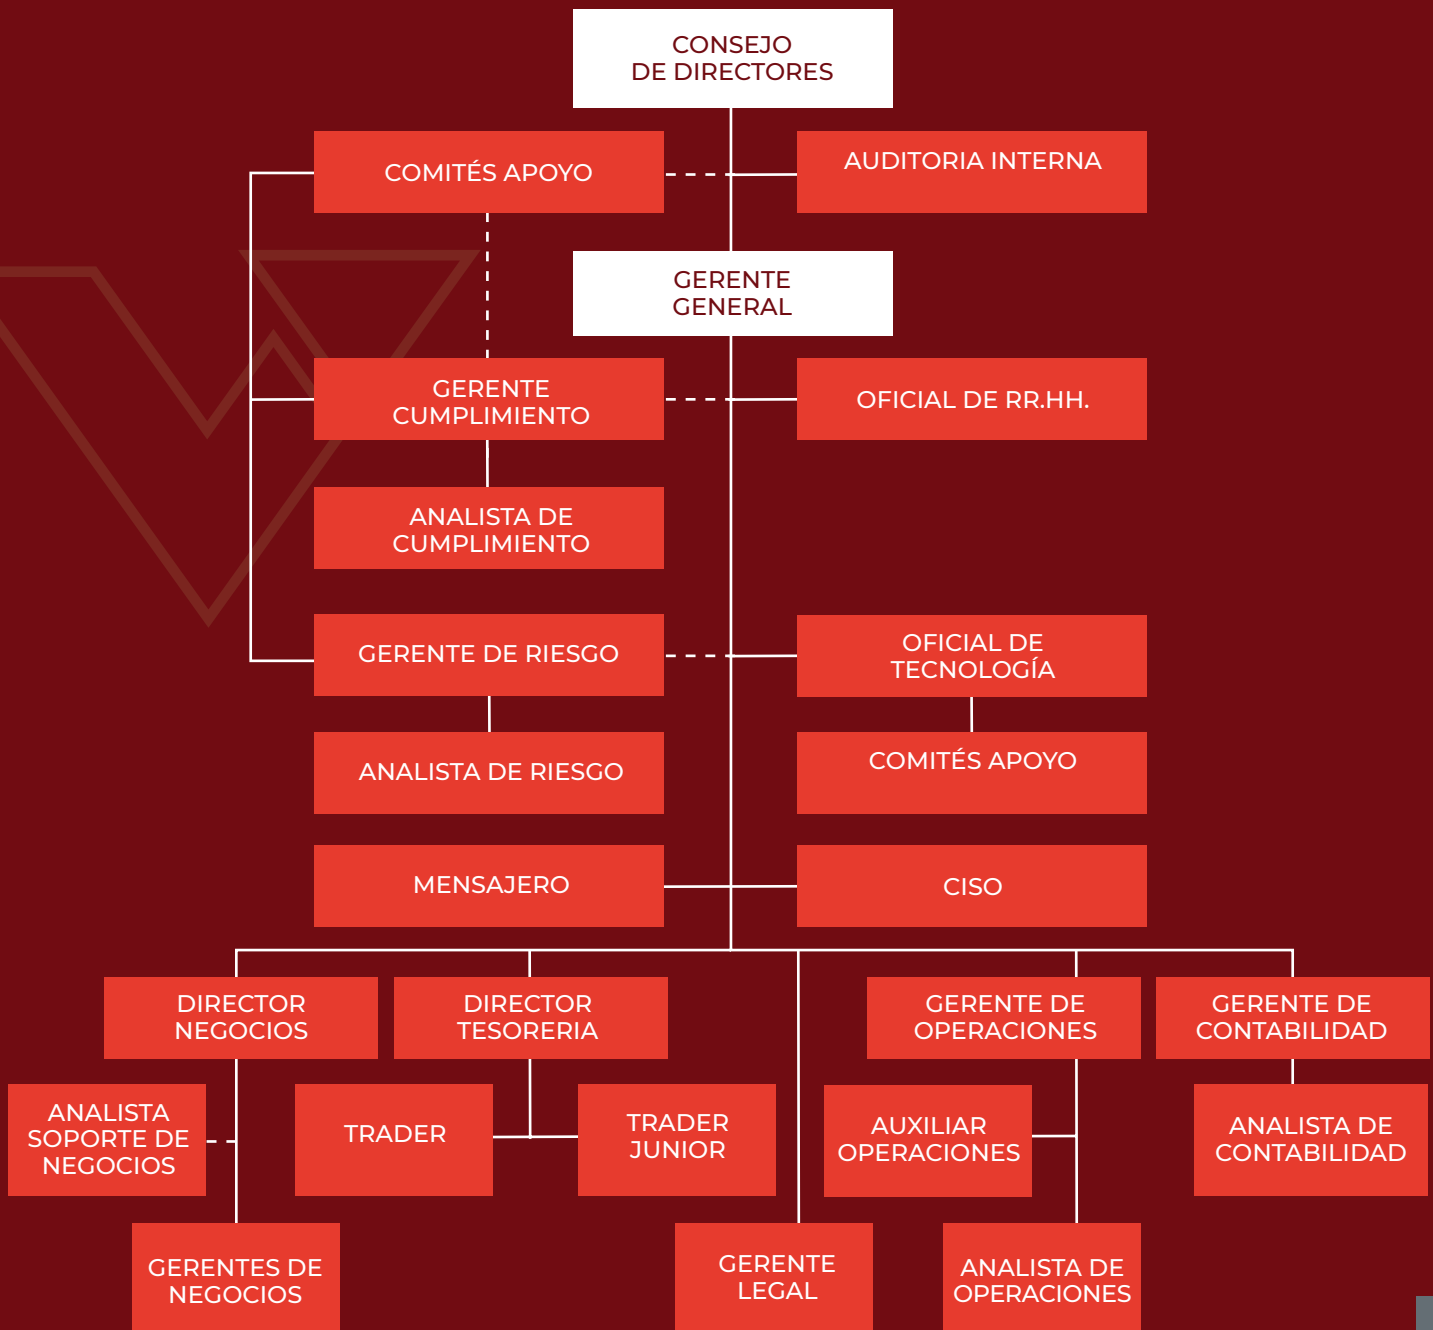 CONSEJO
DE DIRECTORES
COMITÉS APOYO
AUDITORIA INTERNA
GERENTE
GENERAL
GERENTE
CUMPLIMIENTO
OFICIAL DE RR.HH.
ANALISTA DE
CUMPLIMIENTO
GERENTE DE RIESGO
OFICIAL DE
TECNOLOGÍA
ANALISTA DE RIESGO
COMITÉS APOYO
MENSAJERO
CISO
DIRECTOR
NEGOCIOS
DIRECTOR
TESORERIA
GERENTE DE
OPERACIONES
GERENTE DE
CONTABILIDAD
ANALISTA
SOPORTE DE
NEGOCIOS
TRADER
TRADER
JUNIOR
AUXILIAR
OPERACIONES
ANALISTA DE
CONTABILIDAD
GERENTES DE
NEGOCIOS
GERENTE
LEGAL
ANALISTA DE
OPERACIONES